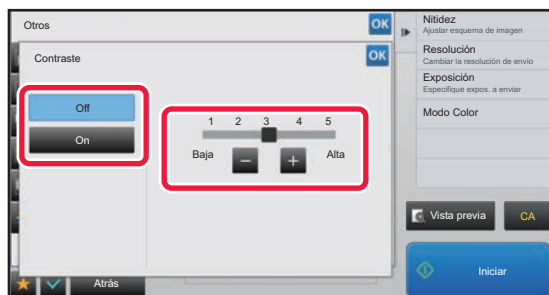 Otros
OK
Contraste
OK
Off
On
1 2 3 4 5
Baja - + Alta
Nitidez
Ajustar esquema de imagen
Resolución
Cambiar la resolución de envío
Exposición
Especifique expos. a enviar
Modo Color
Vista previa
CA
Iniciar
Atrás